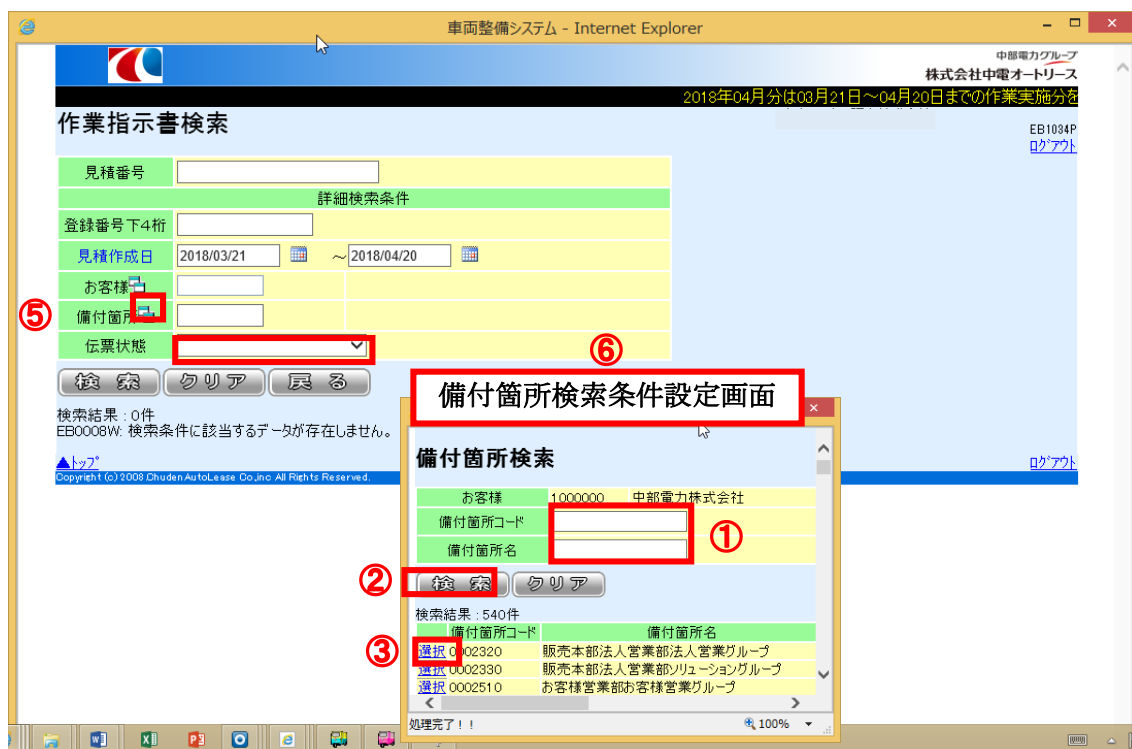 車両整備システム - Internet Explorer
中部電力グループ
株式会社中電オートリース
2018年04月分は03月21日～04月20日までの作業実施分を
作業指示書検索
EB1034P
ログアウト
見積番号
詳細検索条件
登録番号下4桁
見積作成日 2018/03/21 ～ 2018/04/20
お客様
⑤ 備付箇所
伝票状態
⑥
検索 クリア 戻る
備付箇所検索条件設定画面
検索結果 : 0件
EB0008W: 検索条件に該当するデータが存在しません。
▲トップ
ログアウト
Copyright (c) 2008 Chuden AutoLease Co.,inc All Rights Reserved.
備付箇所検索
お客様 1000000 中部電力株式会社
備付箇所コード
①
備付箇所名
② 検索 クリア
検索結果 : 540件
備付箇所コード 備付箇所名
③ 選択 0002320 販売本部法人営業部法人営業グループ
選択 0002330 販売本部法人営業部ソリューショングループ
選択 0002510 お客様営業部お客様営業グループ
処理完了！！ 100%